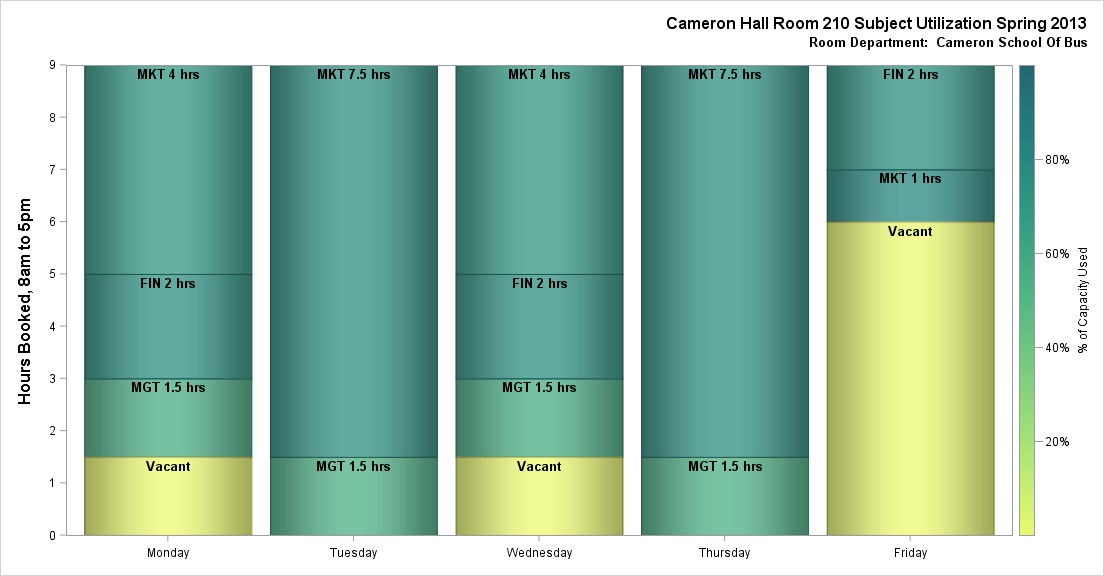 Cameron Hall Room 210 Subject Utilization Spring 2013
Room Department: Cameron School Of Bus
Hours Booked, 8am to 5pm
9
8
7
6
5
4
3
2
1
0
MKT 4 hrs
FIN 2 hrs
MGT 1.5 hrs
Vacant
MKT 7.5 hrs
MGT 1.5 hrs
MKT 4 hrs
FIN 2 hrs
MGT 1.5 hrs
Vacant
MKT 7.5 hrs
MGT 1.5 hrs
FIN 2 hrs
MKT 1 hrs
Vacant
Monday
Tuesday
Wednesday
Thursday
Friday
80%
60%
40%
20%
% of Capacity Used